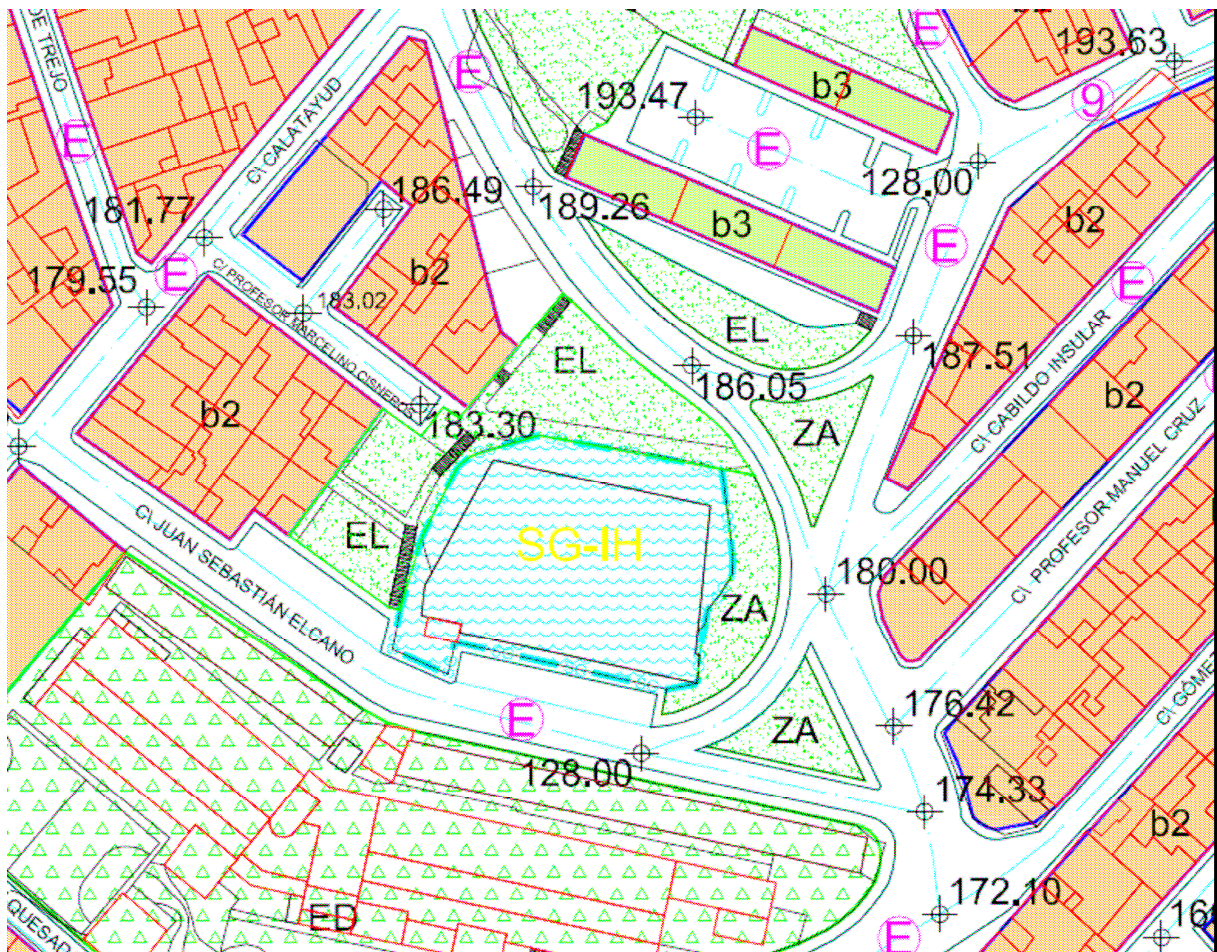 E
b2
193.63
DE TREJO
E
C\ CALATAYUD
E
193.47
b3
9
E
128.00
186.49
189.26
b3
b2
181.77
E
E
E
179.55
C/ PROFESOR MARCELINO CISNEROS
183.02
b2
EL
187.51
C\ CABILDO INSULAR
EL
186.05
b2
ZA
b2
183.30
C\ PROFESOR MANUEL CRUZ
C\ JUAN SEBASTIÁN ELCANO
EL
SG-IH
180.00
ZA
C\ GÓME
E
ZA
176.42
128.00
174.33
b2
172.10
ED
QUESAD
E